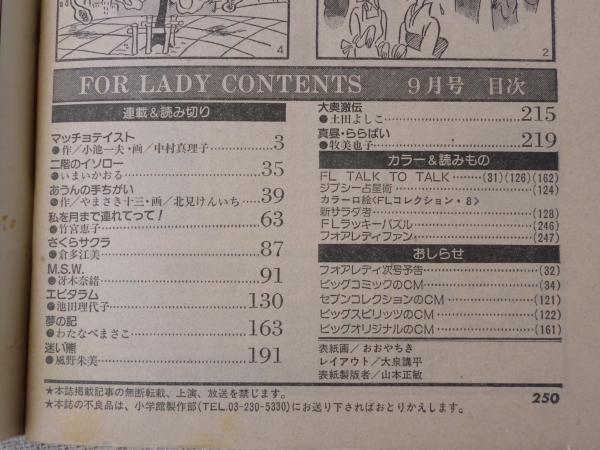 4
2
FOR LADY CONTENTS 9月号 目次
連載&読み切り
マッチョテイスト
●作/小池一夫・画/中村真理子 3
二階のイソロー
●いまいかおる 35
あうんの手ちがい
●作/やまさき十三・画/北見けんいち 39
私を月まで連れてって!
●竹宮恵子 63
さくらサクラ
●倉多江美 87
M.S.W.
●冴木奈緒 91
エピタラム
●池田理代子 130
夢の記
●わたなべまさこ 163
迷い熊
●風野朱美 191
大奥激伝
●土田よしこ 215
真昼・ららばい
●牧美也子 219
カラー&読みもの
FL TALK TO TALK (31)(126)(162)
ジプシー占星術 (124)
カラー口絵〈FLコレクション・8〉
新サラダ考 (128)
FLラッキーパズル (246)
フォアレディファン (247)
おしらせ
フォアレディ次号予告 (32)
ビッグコミックのCM (34)
セブンコレクションのCM (121)
ビッグスピリッツのCM (122)
ビッグオリジナルのCM (161)
表紙画/おおやちき
レイアウト/大泉講平
表紙製版者/山本正敏
★本誌掲載記事の無断転載、上演、放送を禁じます。
★本誌の不良品は、小学館製作部(TEL.03-230-5330)にお送り下さればおとりかえします。
250